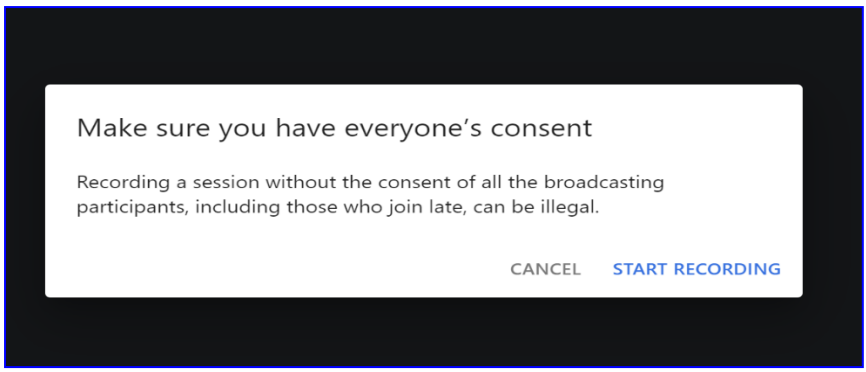 Make sure you have everyone’s consent
Recording a session without the consent of all the broadcasting
participants, including those who join late, can be illegal.
CANCEL START RECORDING